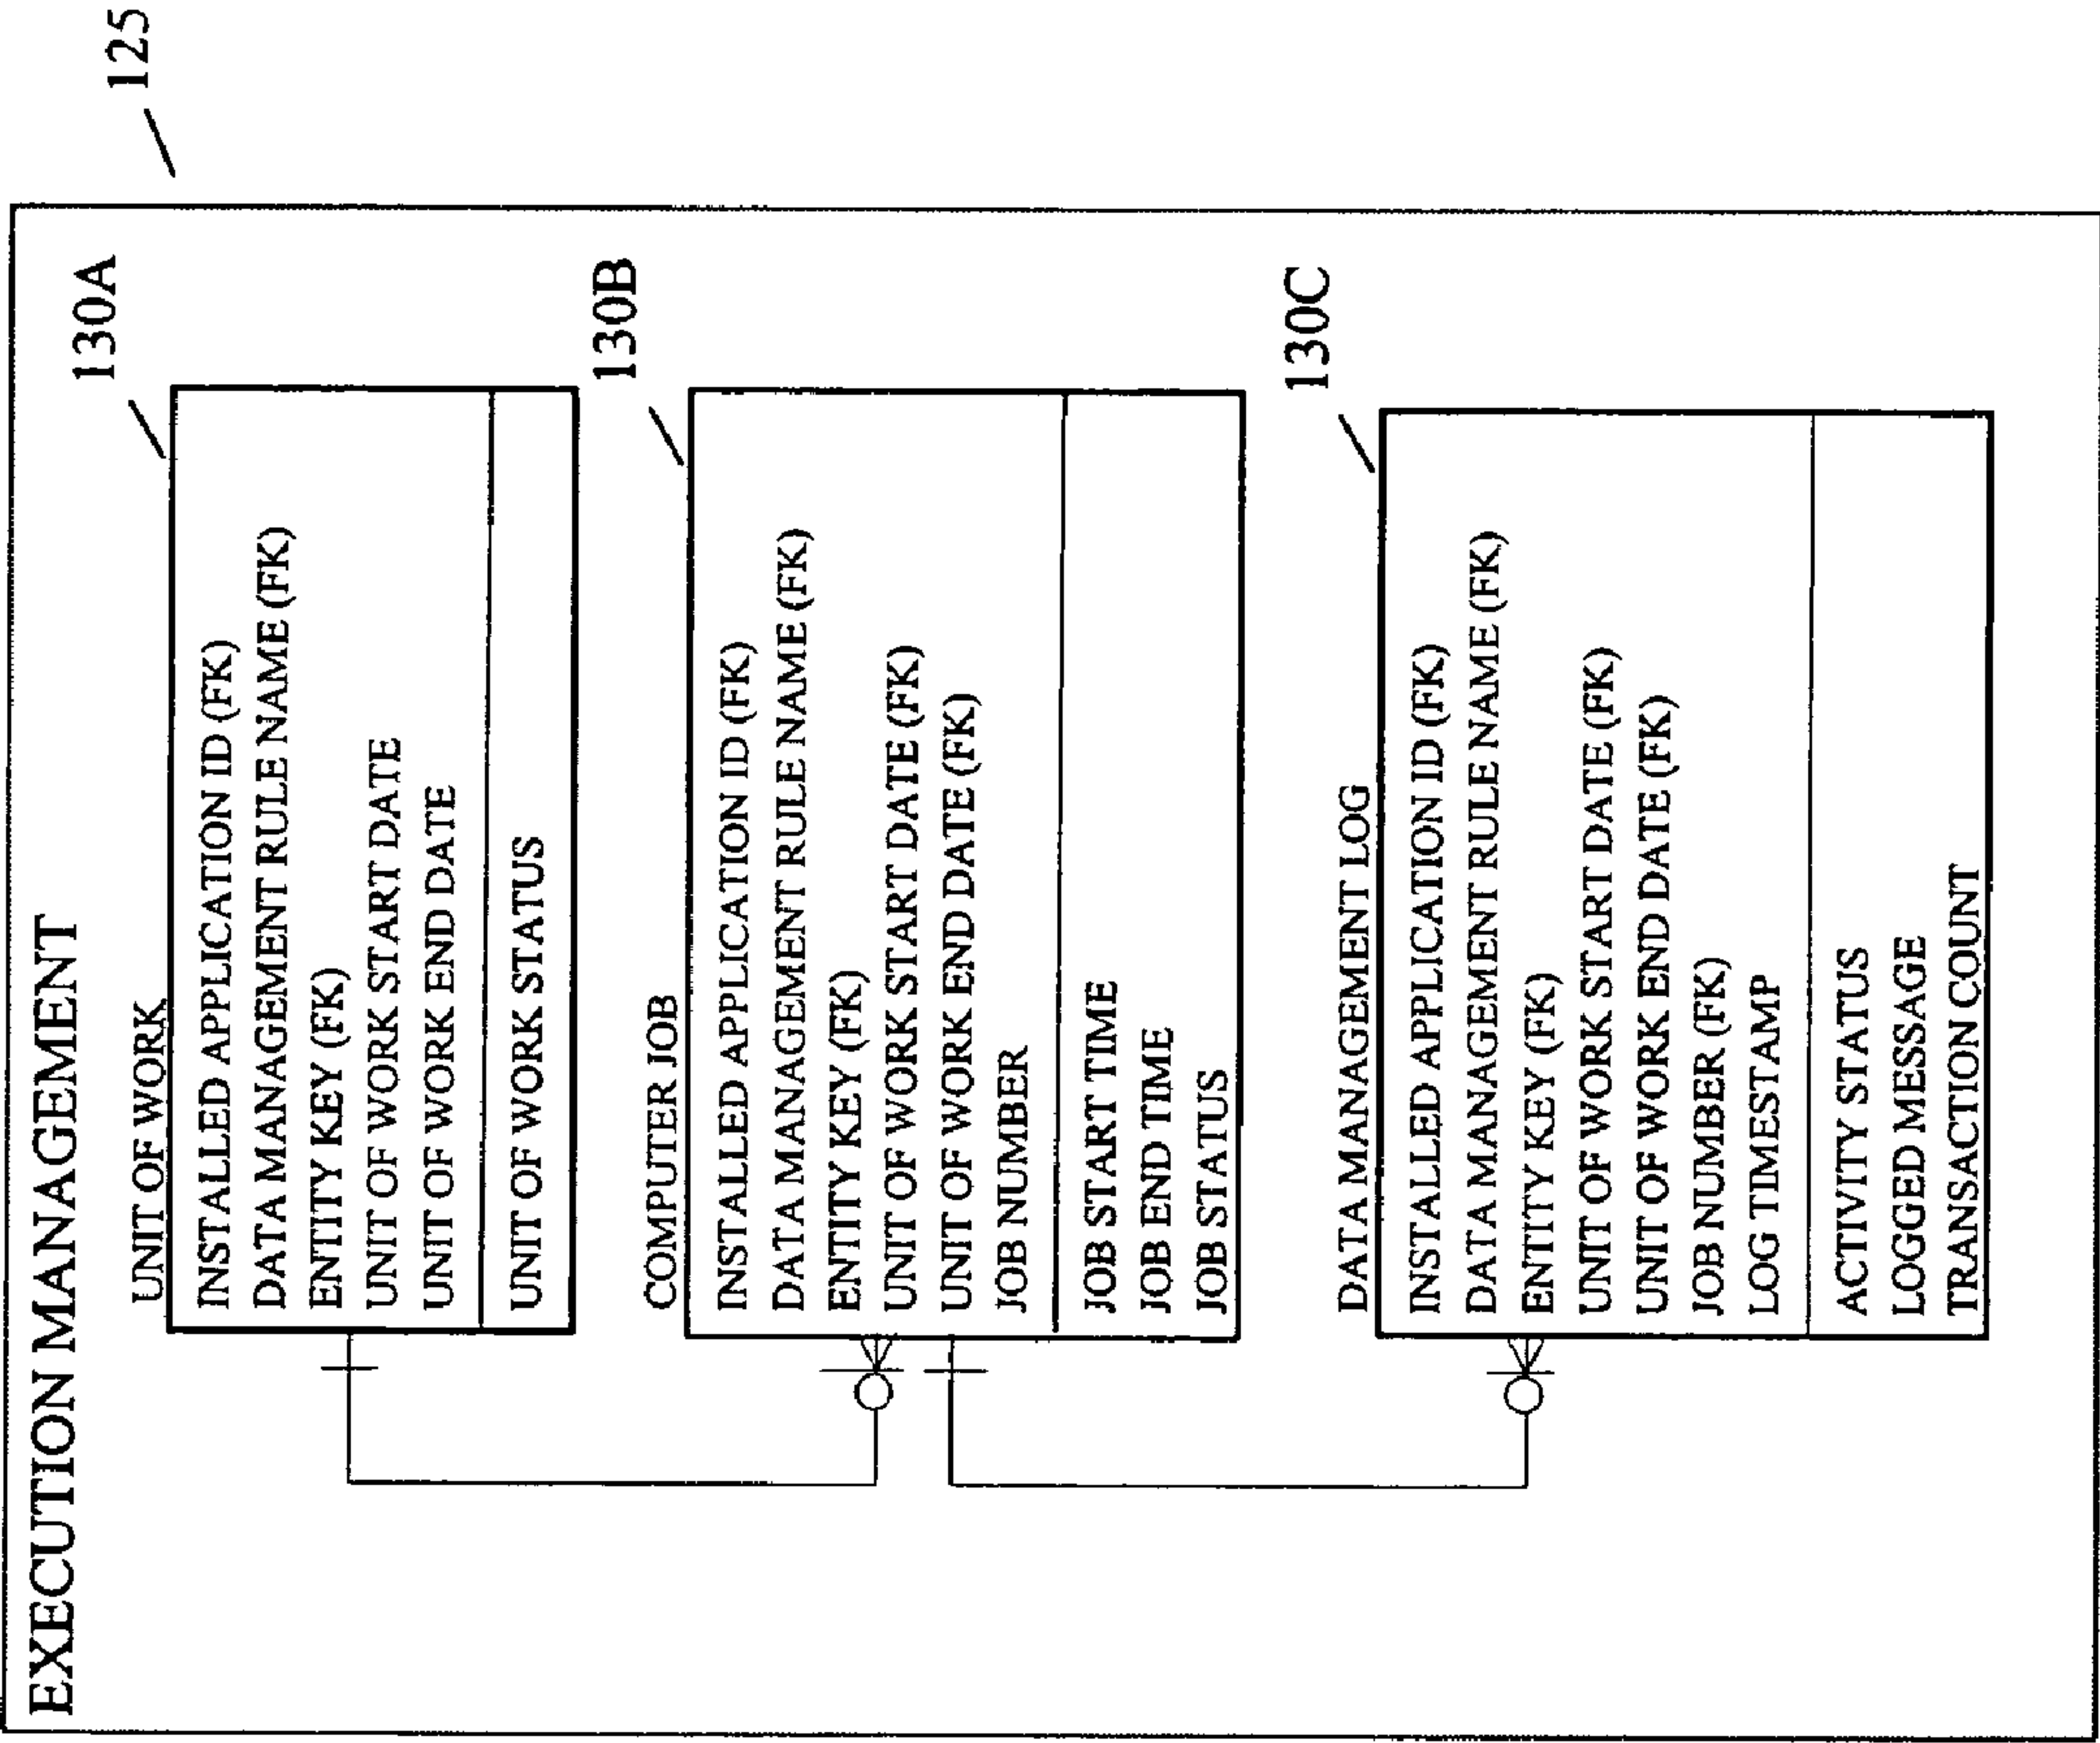 EXECUTION MANAGEMENT
125
UNIT OF WORK
130A
INSTALLED APPLICATION ID (FK)
DATA MANAGEMENT RULE NAME (FK)
ENTITY KEY (FK)
UNIT OF WORK START DATE
UNIT OF WORK END DATE
UNIT OF WORK STATUS
COMPUTER JOB
130B
INSTALLED APPLICATION ID (FK)
DATA MANAGEMENT RULE NAME (FK)
ENTITY KEY (FK)
UNIT OF WORK START DATE (FK)
UNIT OF WORK END DATE (FK)
JOB NUMBER
JOB START TIME
JOB END TIME
JOB STATUS
DATA MANAGEMENT LOG
130C
INSTALLED APPLICATION ID (FK)
DATA MANAGEMENT RULE NAME (FK)
ENTITY KEY (FK)
UNIT OF WORK START DATE (FK)
UNIT OF WORK END DATE (FK)
JOB NUMBER (FK)
LOG TIMESTAMP
ACTIVITY STATUS
LOGGED MESSAGE
TRANSACTION COUNT